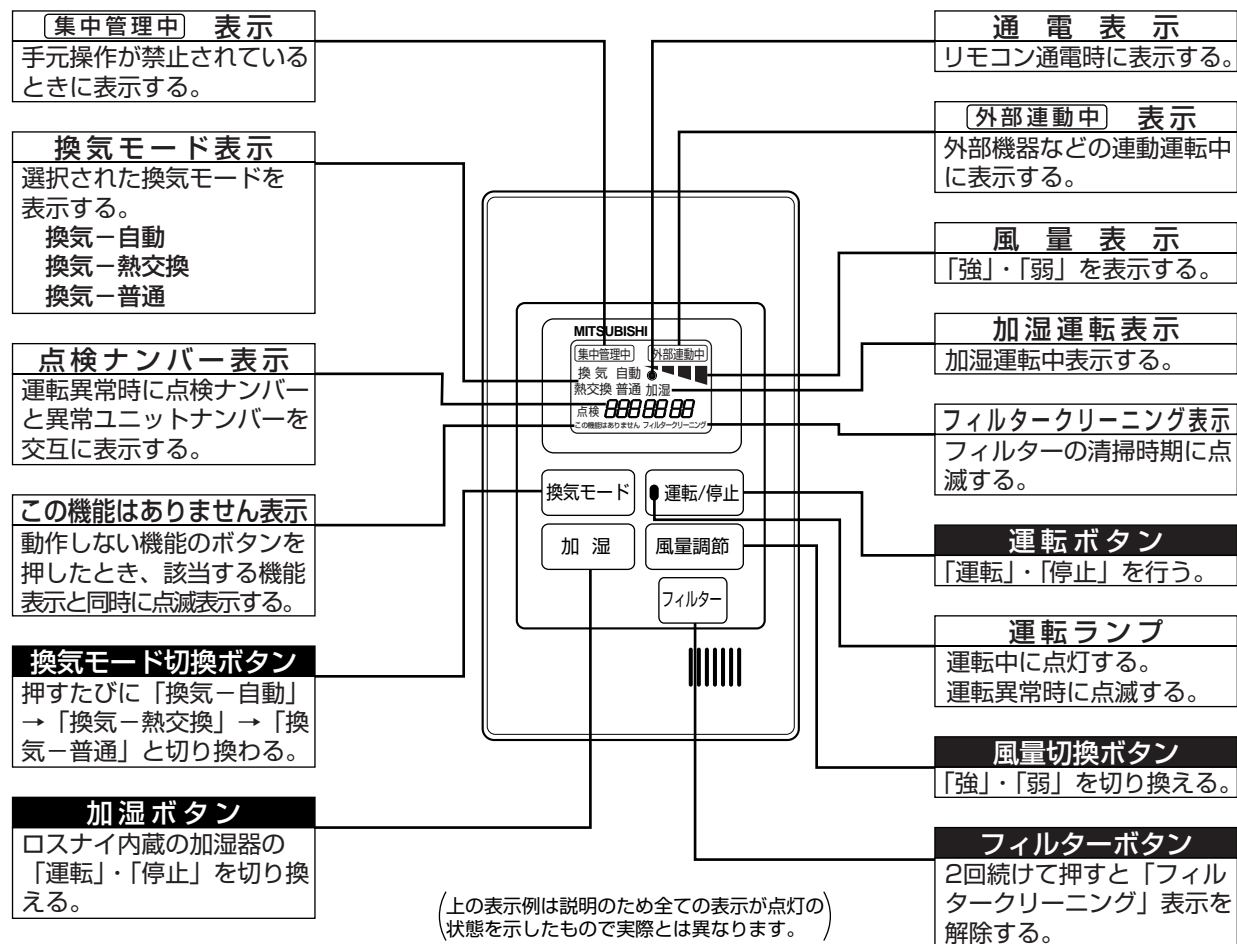 集中管理中 表示
手元操作が禁止されている
ときに表示する。
換気モード表示
選択された換気モードを
表示する。
換気－自動
換気－熱交換
換気－普通
点検ナンバー表示
運転異常時に点検ナンバー
と異常ユニットナンバーを
交互に表示する。
この機能はありません表示
動作しない機能のボタンを
押したとき、該当する機能
表示と同時に点滅表示する。
換気モード切換ボタン
押すたびに「換気－自動」
→「換気－熱交換」→「換
気－普通」と切り換わる。
加湿ボタン
ロスナイ内蔵の加湿器の
「運転」・「停止」を切り換
える。
MITSUBISHI
集中管理中 外部連動中
換気 自動
熱交換 普通 加湿
点検 888 88 88
この機能はありません フィルタークリーニング
換気モード 運転/停止
加 湿 風量調節
フィルター
上の表示例は説明のため全ての表示が点灯の
状態を示したもので実際とは異なります。
通電表示
リモコン通電時に表示する。
外部連動中 表示
外部機器などの連動運転中
に表示する。
風量表示
「強」・「弱」を表示する。
加湿運転表示
加湿運転中表示する。
フィルタークリーニング表示
フィルターの清掃時期に点
滅する。
運転ボタン
「運転」・「停止」を行う。
運転ランプ
運転中に点灯する。
運転異常時に点滅する。
風量切換ボタン
「強」・「弱」を切り換える。
フィルターボタン
2回続けて押すと「フィル
タークリーニング」表示を
解除する。